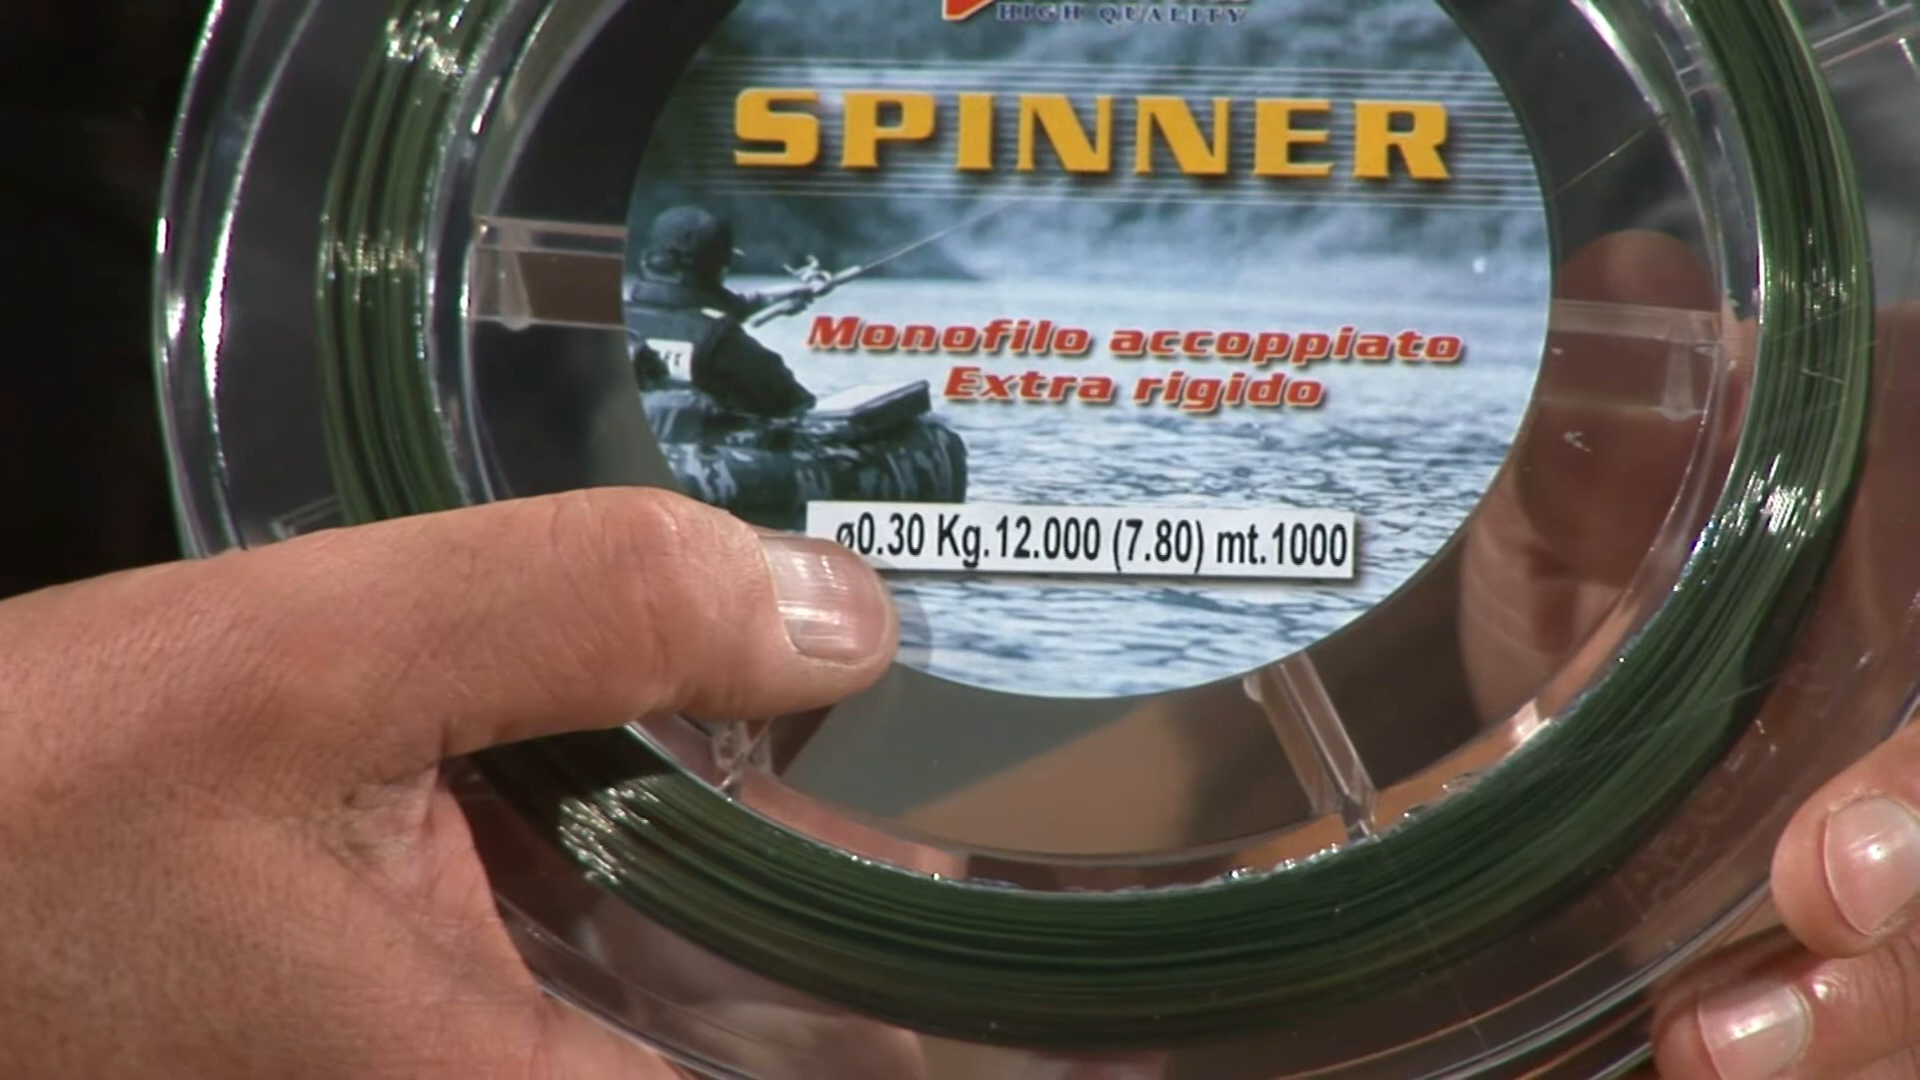 HIGH QUALITY
SPINNER
Monofilo accoppiato
Extra rigido
ø0.30 Kg.12.000 (7.80) mt.1000